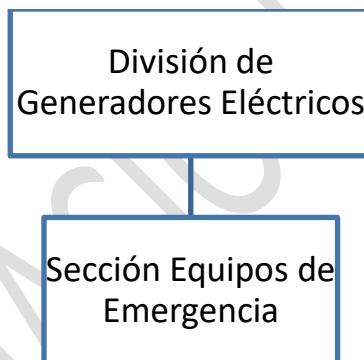 División de
Generadores Eléctricos
Sección Equipos de
Emergencia